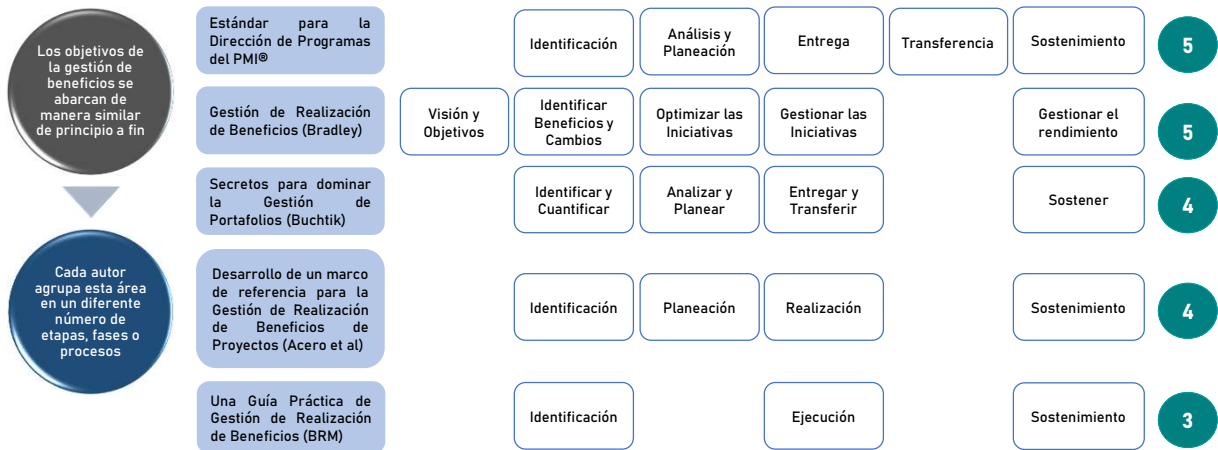 Los objetivos de
la gestión de
beneficios se
abarcan de
manera similar
de principio a fin
Cada autor
agrupa esta área
en un diferente
número de
etapas, fases o
procesos
Estándar para la
Dirección de Programas
del PMI®
Identificación
Análisis y
Planeación
Entrega
Transferencia
Sostenimiento
5
Gestión de Realización
de Beneficios (Bradley)
Visión y
Objetivos
Identificar
Beneficios y
Cambios
Optimizar las
Iniciativas
Gestionar las
Iniciativas
Gestionar el
rendimiento
5
Secretos para dominar
la Gestión de
Portafolios (Buchtik)
Identificar y
Cuantificar
Analizar y
Planear
Entregar y
Transferir
Sostener
4
Desarrollo de un marco
de referencia para la
Gestión de Realización
de Beneficios de
Proyectos (Acero et al)
Identificación
Planeación
Realización
Sostenimiento
4
Una Guía Práctica de
Gestión de Realización
de Beneficios (BRM)
Identificación
Ejecución
Sostenimiento
3